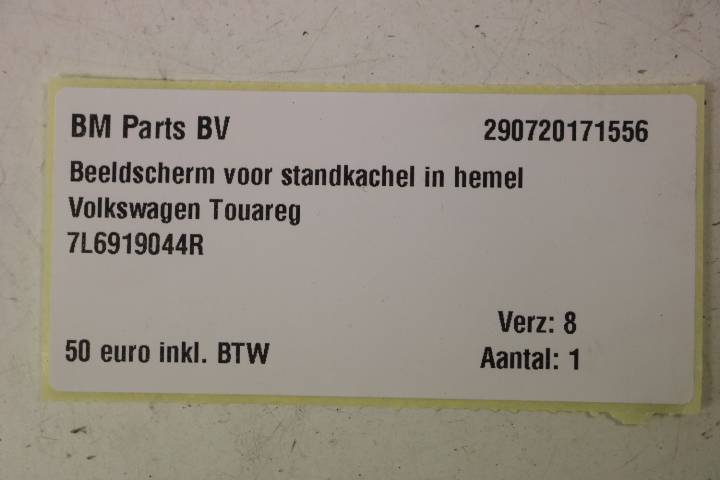 BM Parts BV 290720171556
Beeldscherm voor standkachel in hemel
Volkswagen Touareg
7L6919044R
Verz: 8
50 euro inkl. BTW Aantal: 1